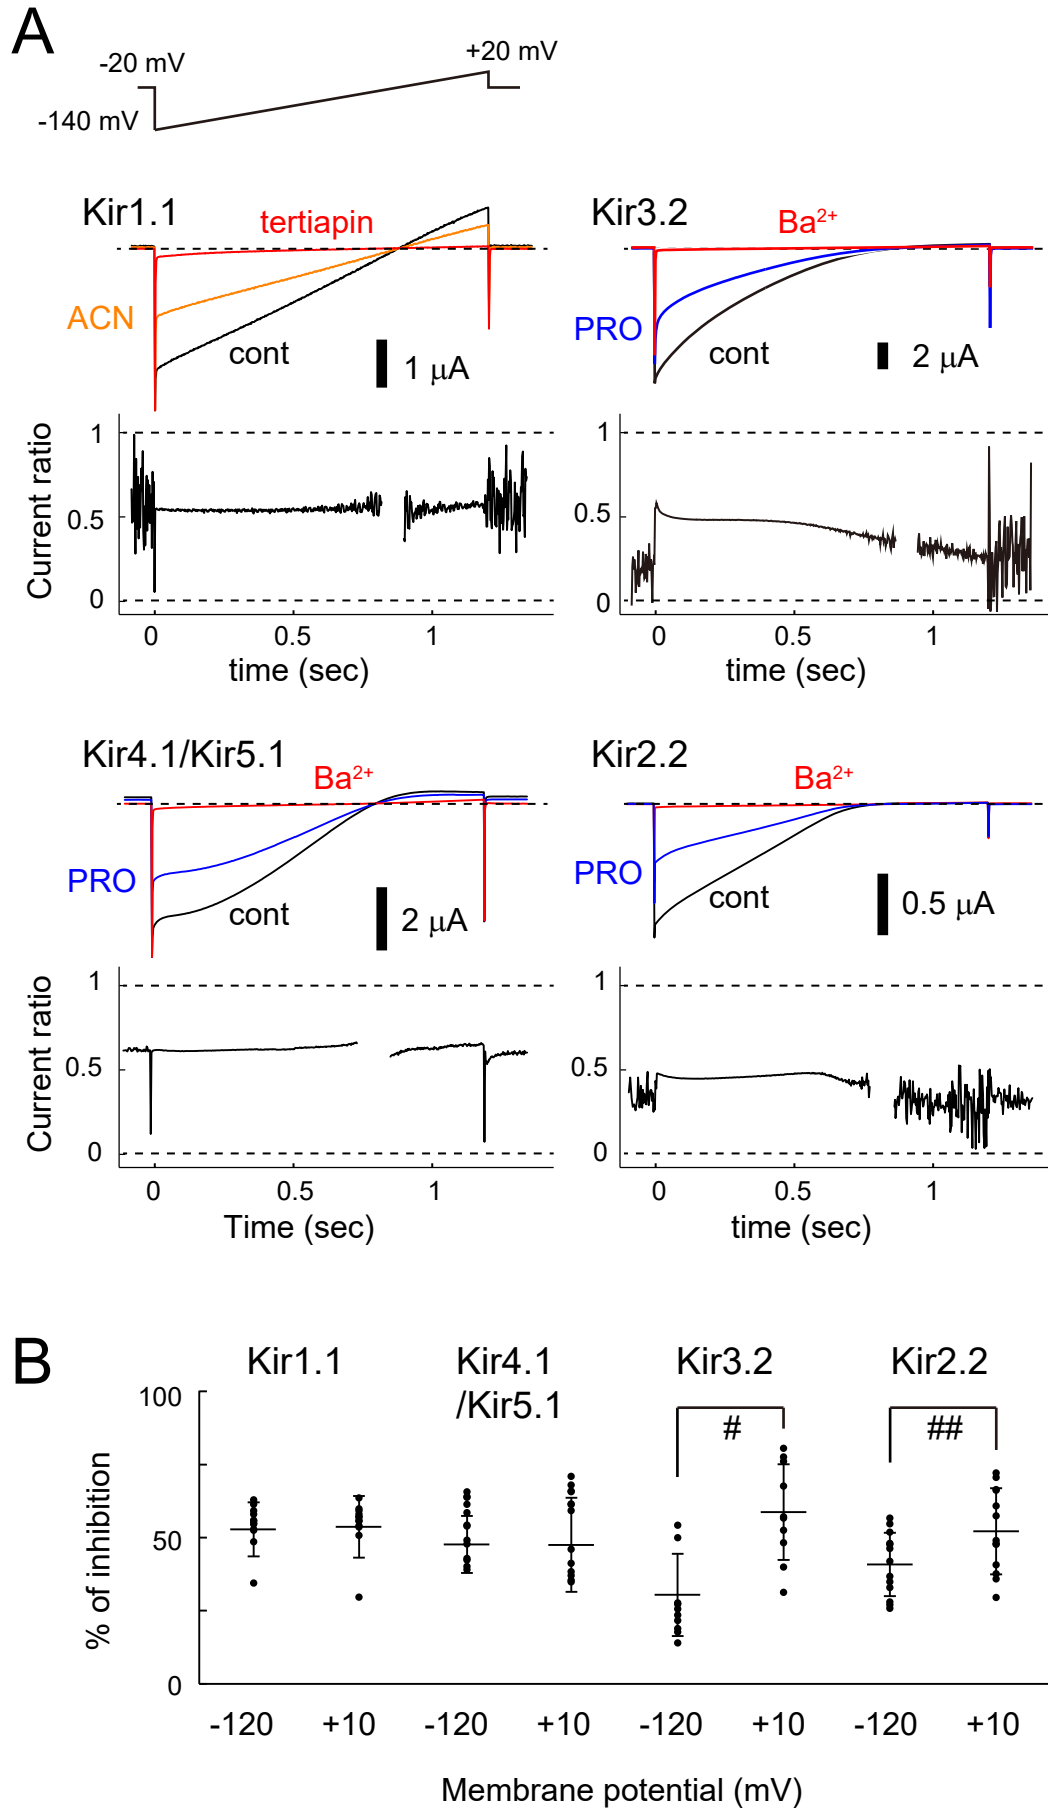 A
-20 mV
+20 mV
-140 mV
Kir1.1
tertiapin
ACN
cont
1 μA
Kir3.2
Ba2+
PRO
cont
2 μA
Current ratio
1
0.5
0
0
0.5
1
time (sec)
1
0.5
0
0
0.5
1
time (sec)
Kir4.1/Kir5.1
Ba2+
PRO
cont
2 μA
Kir2.2
Ba2+
PRO
cont
0.5 μA
Current ratio
1
0.5
0
0
0.5
1
Time (sec)
1
0.5
0
0
0.5
1
time (sec)
B
Kir1.1
Kir4.1
/Kir5.1
Kir3.2
Kir2.2
#
##
% of inhibition
100
50
0
-120 +10 -120 +10 -120 +10 -120 +10
Membrane potential (mV)